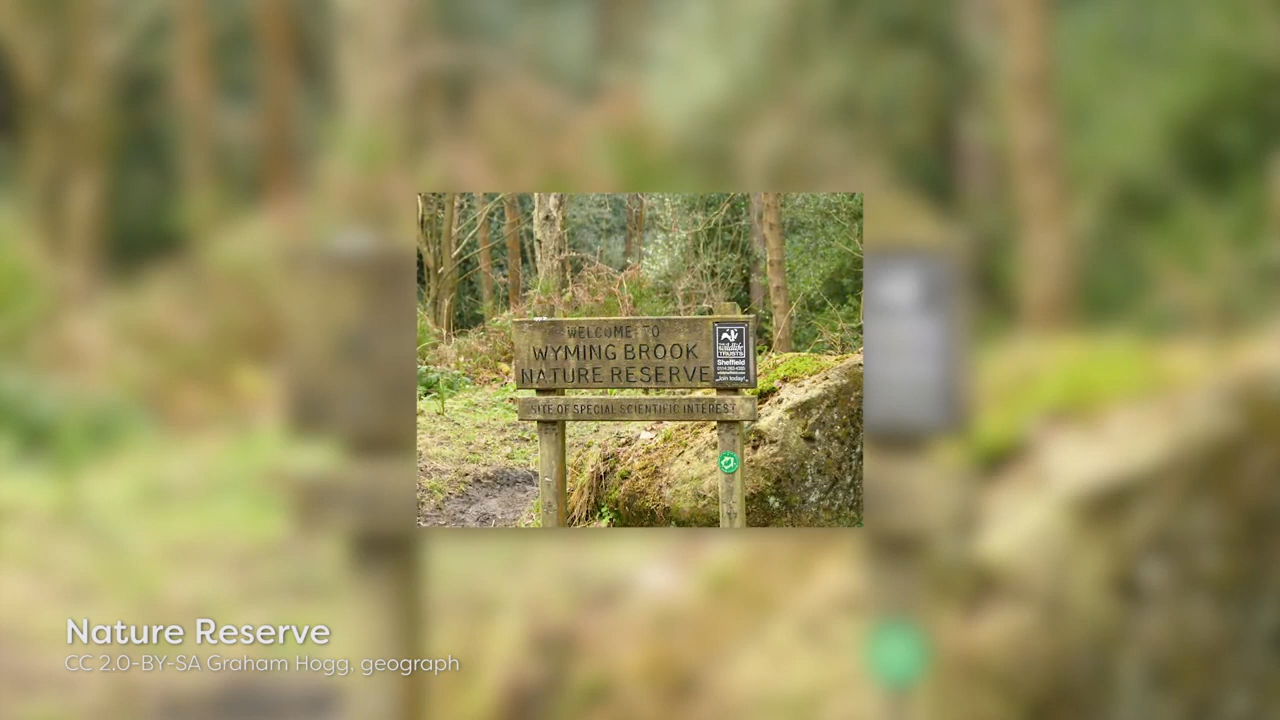 WELCOME TO
WYMING BROOK
NATURE RESERVE
THE
wildlife
TRUSTS
Sheffield
Join today!
SITE OF SPECIAL SCIENTIFIC INTEREST
Nature Reserve
CC 2.0-BY-SA Graham Hogg, geograph